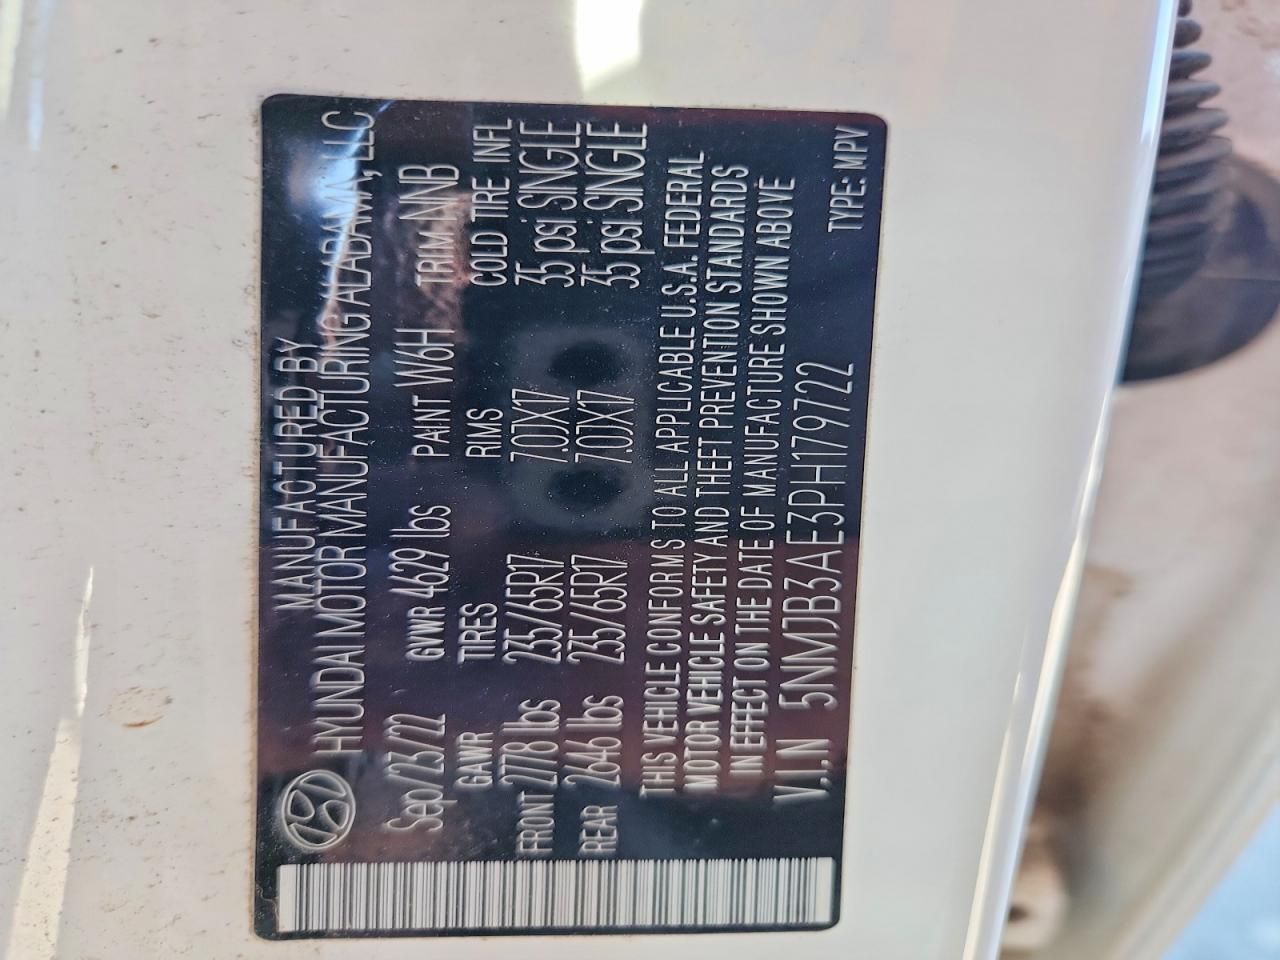 MANUFACTURED BY
HYUNDAI MOTOR MANUFACTURING ALABAMA, LLC
Sep/23/22 GVWR 4629 lbs PAINT W6H TRIM NNB
GAWR TIRES RIMS COLD TIRE INFL
FRONT 2778 lbs 235/65R17 7.0JX17 35 psi SINGLE
REAR 2646 lbs 235/65R17 7.0JX17 35 psi SINGLE
THIS VEHICLE CONFORMS TO ALL APPLICABLE U.S.A. FEDERAL
MOTOR VEHICLE SAFETY AND THEFT PREVENTION STANDARDS
IN EFFECT ON THE DATE OF MANUFACTURE SHOWN ABOVE
V.I.N 5NMJB3AE3PH179722 TYPE: MPV